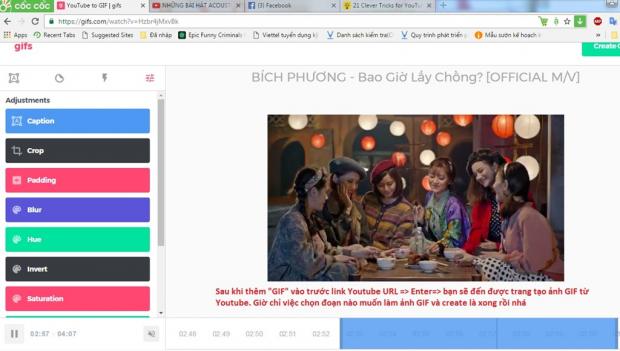 cốc cốc
YouTube to GIF | gifs
NHỮNG BÀI HÁT ACOUST
(3) Facebook
21 Clever Tricks for YouTu
https://gifs.com/watch?v=HzbrHjMxvBk
Recent Tabs
Suggested Sites
Đã nhập
Epic Funny Criminals
Viettel tuyển dụng kỹ
Danh sách kiểm tra(D
Quy trình phát triển g
Mẫu sườn kế hoạch k
gifs
Create
BÍCH PHƯƠNG - Bao Giờ Lấy Chồng? [OFFICIAL M/V]
Adjustments
Caption
Crop
Padding
Blur
Hue
Invert
Saturation
Sau khi thêm "GIF" vào trước link Youtube URL => Enter=> bạn sẽ đến được trang tạo ảnh GIF từ
Youtube. Giờ chỉ việc chọn đoạn nào muốn làm ảnh GIF và create là xong rồi nhá
02:57 - 04:07
02:48 02:49 02:50 02:51 02:52